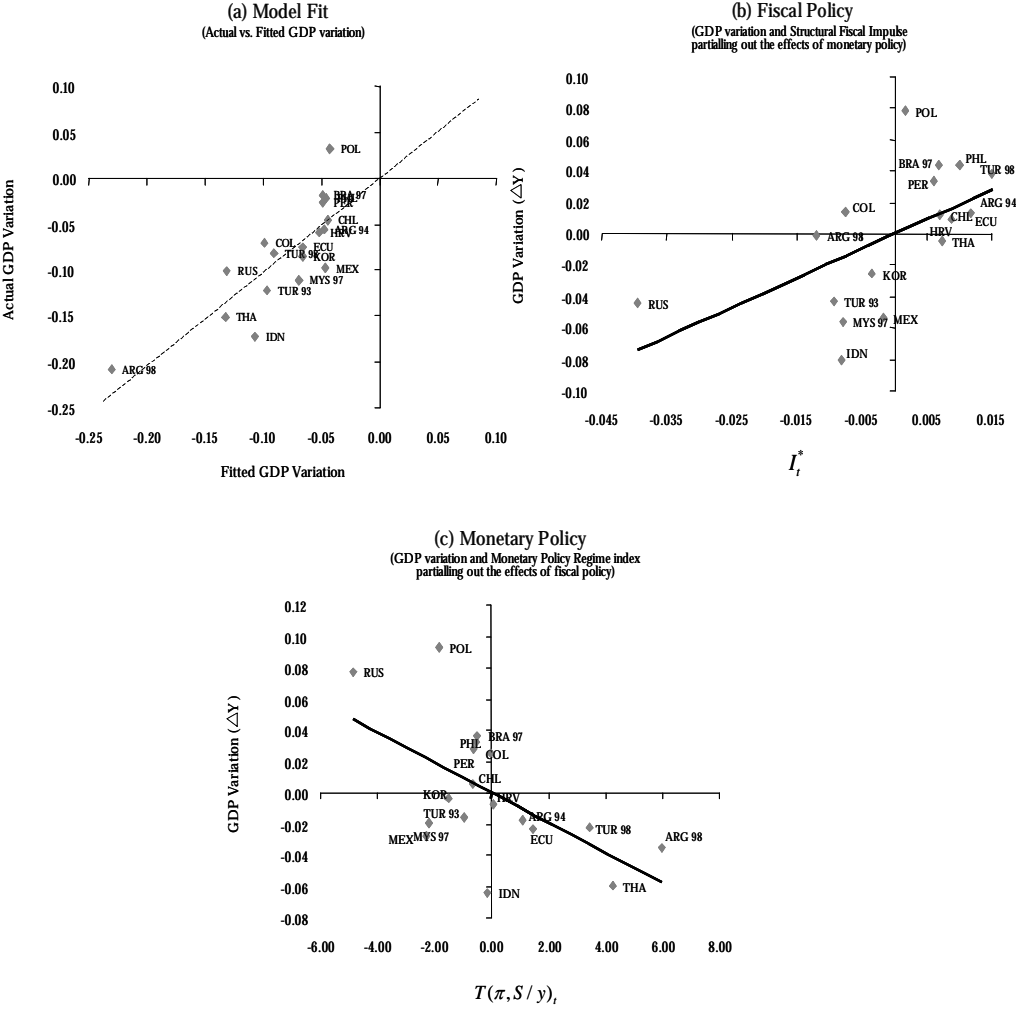 (a) Model Fit
(Actual vs. Fitted GDP variation)
Actual GDP Variation
0.10
0.05
0.00
-0.05
-0.10
-0.15
-0.20
-0.25
POL
BRA 97
PER
CHL
ARG 94
HRV
COL
ECU
TUR 98
KOR
RUS
MEX
MYS 97
TUR 93
THA
IDN
ARG 98
-0.25
-0.20
-0.15
-0.10
-0.05
0.00
0.05
0.10
Fitted GDP Variation
(b) Fiscal Policy
(GDP variation and Structural Fiscal Impulse
partialling out the effects of monetary policy)
GDP Variation (△Y)
0.10
0.08
0.06
0.04
0.02
0.00
-0.02
-0.04
-0.06
-0.08
-0.10
POL
BRA 97
PHL
TUR 98
PER
COL
ARG 94
CHL
ECU
ARG 98
HRV
THA
KOR
RUS
TUR 93
MYS 97
MEX
IDN
-0.045
-0.035
-0.025
-0.015
-0.005
0.005
0.015
I*t
(c) Monetary Policy
(GDP variation and Monetary Policy Regime index
partialling out the effects of fiscal policy)
GDP Variation (△Y)
0.12
0.10
0.08
0.06
0.04
0.02
0.00
-0.02
-0.04
-0.06
-0.08
POL
RUS
BRA 97
PHL
COL
PER
CHL
KOR
HRV
TUR 93
ARG 94
MEX
MYS 97
ECU
TUR 98
ARG 98
THA
IDN
-6.00
-4.00
-2.00
0.00
2.00
4.00
6.00
8.00
T(π, S / y)t